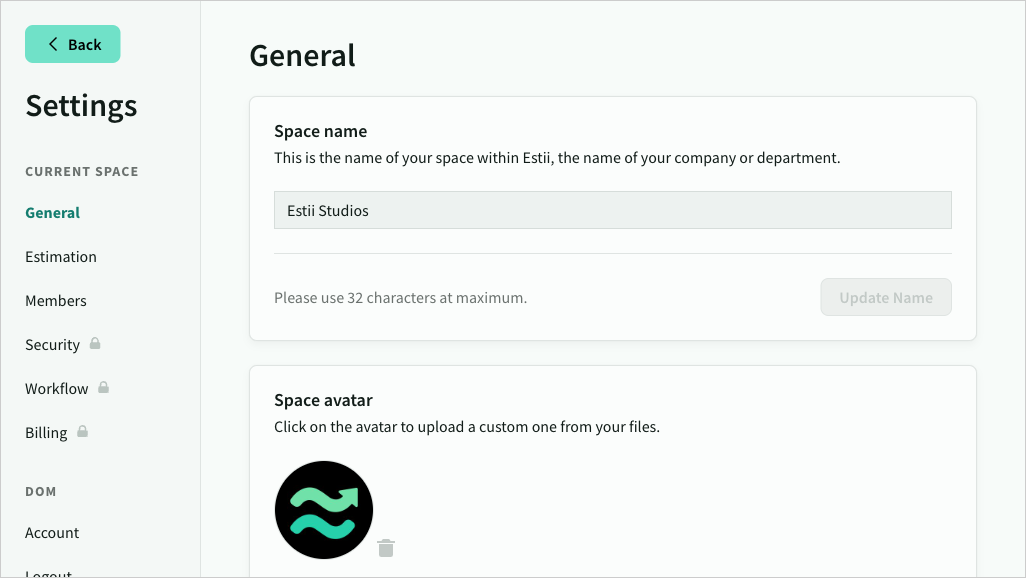 Back
Settings
CURRENT SPACE
General
Estimation
Members
Security
Workflow
Billing
DOM
Account
Logout
General
Space name
This is the name of your space within Estii, the name of your company or department.
Estii Studios
Please use 32 characters at maximum.
Update Name
Space avatar
Click on the avatar to upload a custom one from your files.